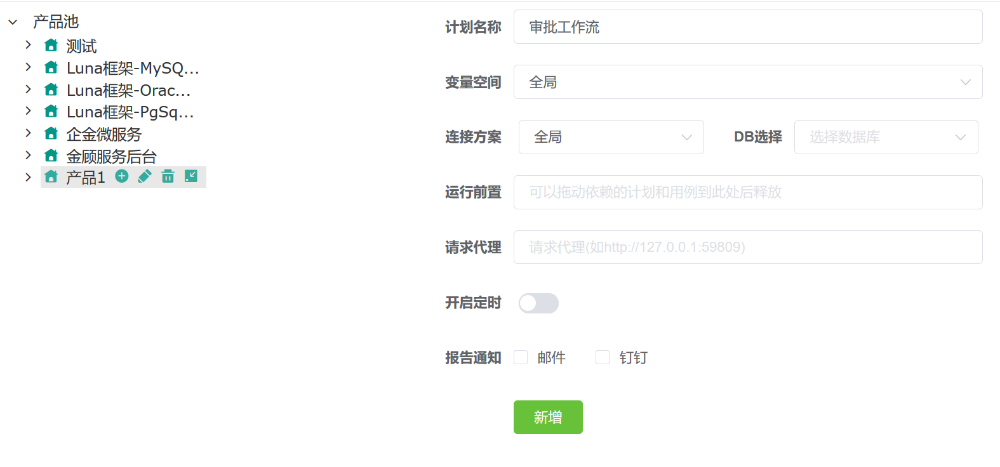 产品池
测试
Luna框架-MySQ...
Luna框架-Orac...
Luna框架-PgSq...
企金微服务
金顾服务后台
产品1
计划名称 审批工作流
变量空间 全局
连接方案 全局 DB选择 选择数据库
运行前置 可以拖动依赖的计划和用例到此处后释放
请求代理 请求代理(如http://127.0.0.1:59809)
开启定时
报告通知 邮件 钉钉
新增